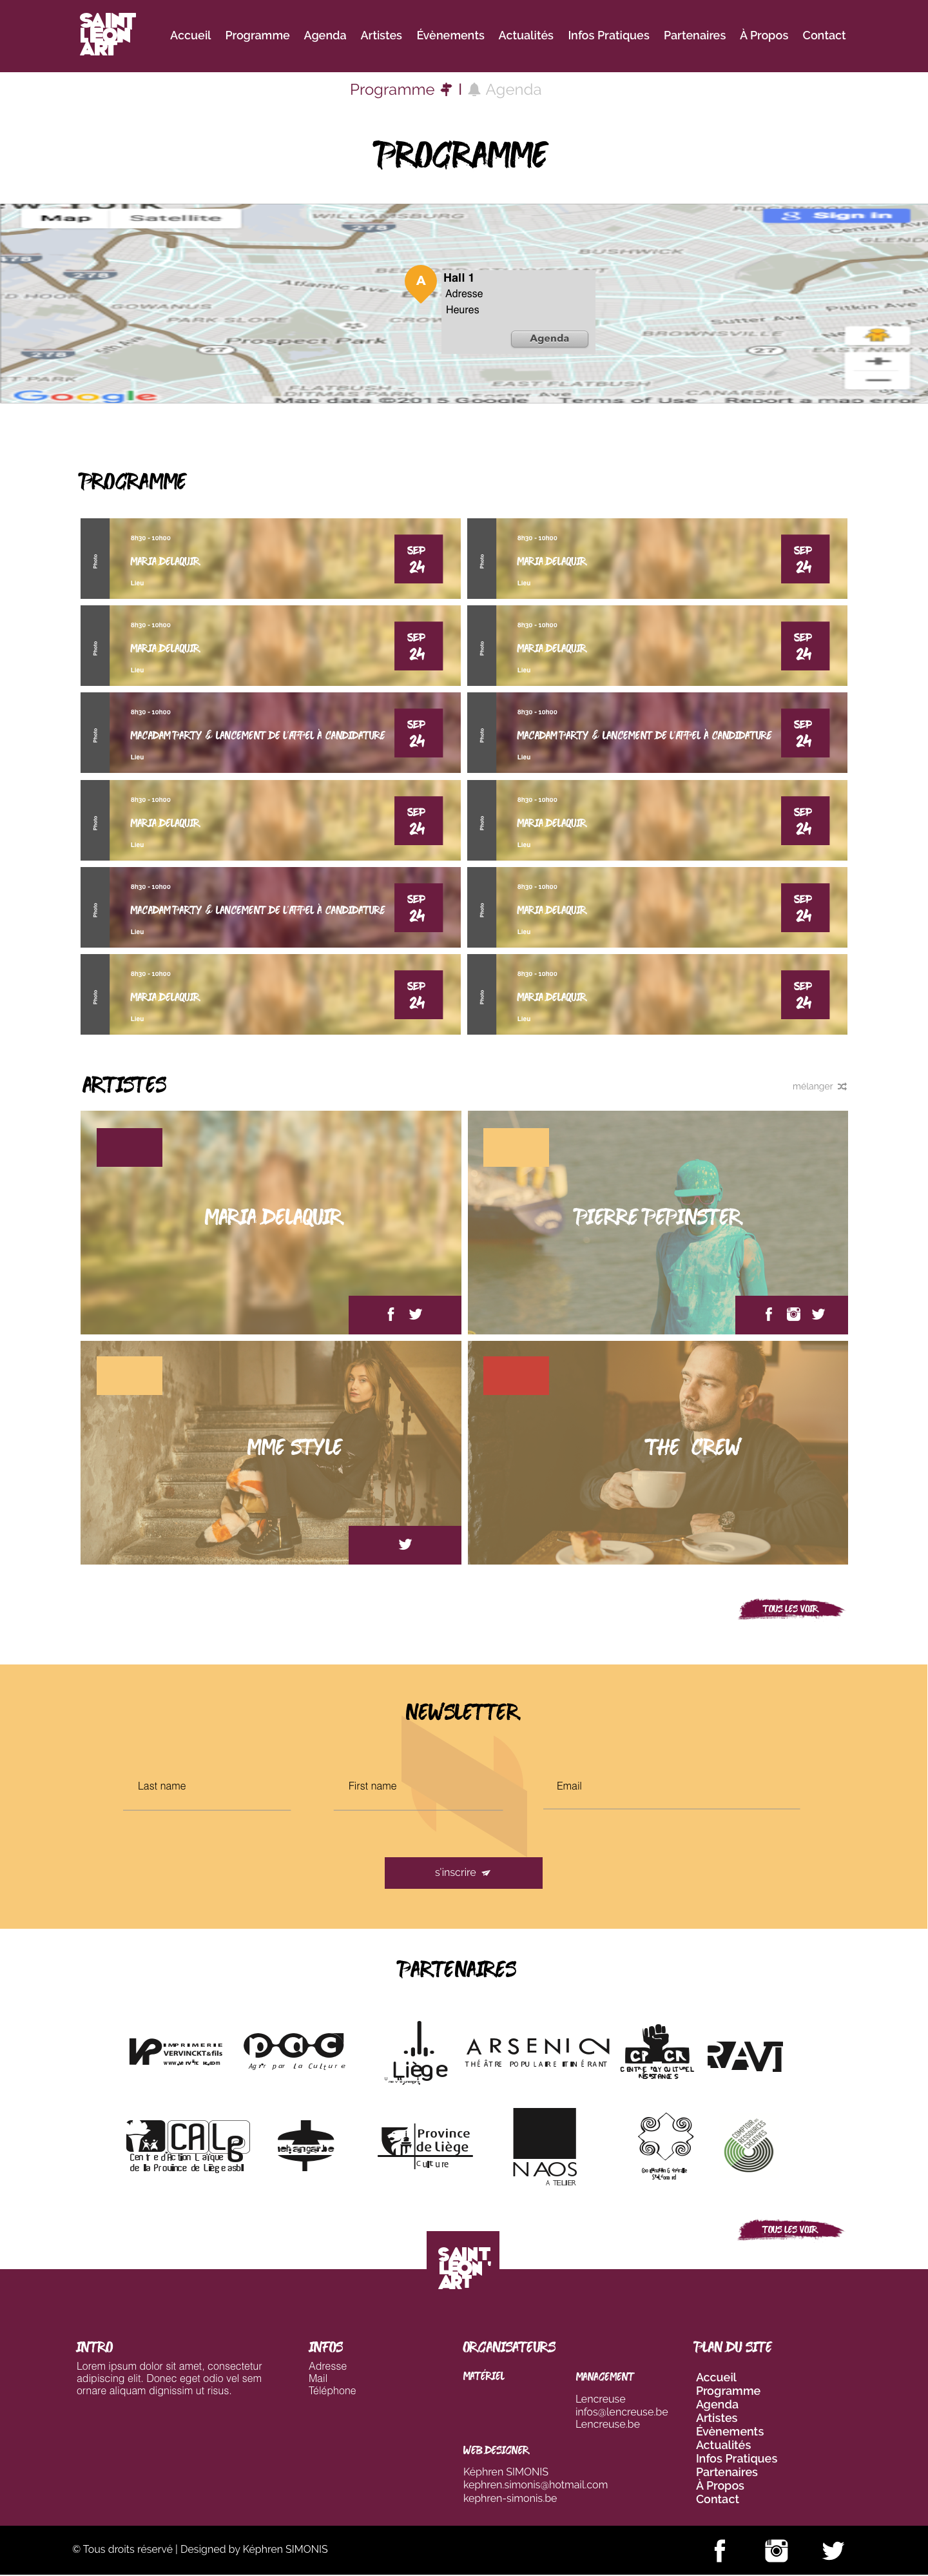 SAINT
LÉON'
ART
Accueil Programme Agenda Artistes Évènements Actualités Infos Pratiques Partenaires À Propos Contact
Programme | Agenda
PROGRAMME
Map Satellite
WILLIAMSBURG
Sign in
Central Ave
278
BUSHWICK
A Hall 1
Adresse
Heures
Agenda
Atlantic
PARK SLOPE
Prospect Park
27
Sutter Ave
Pitkin
BROWNSVILLE
27
EAST NEW
FLATBUSH
EAST FLATBUSH
CANARSIE
DITMAS PARK
Google
Map data ©2015 Google Terms of Use Report a map error
PROGRAMME
Photo
8h30 - 10h00
MARIA DELAQUIR
Lieu
SEP
24
Photo
8h30 - 10h00
MARIA DELAQUIR
Lieu
SEP
24
Photo
8h30 - 10h00
MARIA DELAQUIR
Lieu
SEP
24
Photo
8h30 - 10h00
MARIA DELAQUIR
Lieu
SEP
24
Photo
8h30 - 10h00
MACADAM PARTY & LANCEMENT DE L'APPEL À CANDIDATURE
Lieu
SEP
24
Photo
8h30 - 10h00
MACADAM PARTY & LANCEMENT DE L'APPEL À CANDIDATURE
Lieu
SEP
24
Photo
8h30 - 10h00
MARIA DELAQUIR
Lieu
SEP
24
Photo
8h30 - 10h00
MARIA DELAQUIR
Lieu
SEP
24
Photo
8h30 - 10h00
MACADAM PARTY & LANCEMENT DE L'APPEL À CANDIDATURE
Lieu
SEP
24
Photo
8h30 - 10h00
MARIA DELAQUIR
Lieu
SEP
24
Photo
8h30 - 10h00
MARIA DELAQUIR
Lieu
SEP
24
Photo
8h30 - 10h00
MARIA DELAQUIR
Lieu
SEP
24
ARTISTES
mélanger
MARIA DELAQUIR
PIERRE PEPINSTER
MME STYLE
THE CREW
TOUS LES VOIR
NEWSLETTER
Last name
First name
Email
s'inscrire
PARTENAIRES
IMPRIMERIE
VERVINCKT&fils
pac
Agir par La Culture
Liège
ARSENIC
THÉÂTRE POPULAIRE ITINÉRANT
RAVI
CAL
Centre d'Action Laïque
de la Province de Liège asbl
Province
de Liège
Culture
NAOS
ATELIER
COMPTOIR
TOUS LES VOIR
SAINT
LÉON'
ART
INTRO
Lorem ipsum dolor sit amet, consectetur
adipiscing elit. Donec eget odio vel sem
ornare aliquam dignissim ut risus.
INFOS
Adresse
Mail
Téléphone
ORGANISATEURS
MATÉRIEL
MANAGEMENT
Lencreuse
infos@lencreuse.be
Lencreuse.be
WEB DESIGNER
Képhren SIMONIS
kephren.simonis@hotmail.com
kephren-simonis.be
PLAN DU SITE
Accueil
Programme
Agenda
Artistes
Évènements
Actualités
Infos Pratiques
Partenaires
À Propos
Contact
© Tous droits réservé | Designed by Képhren SIMONIS